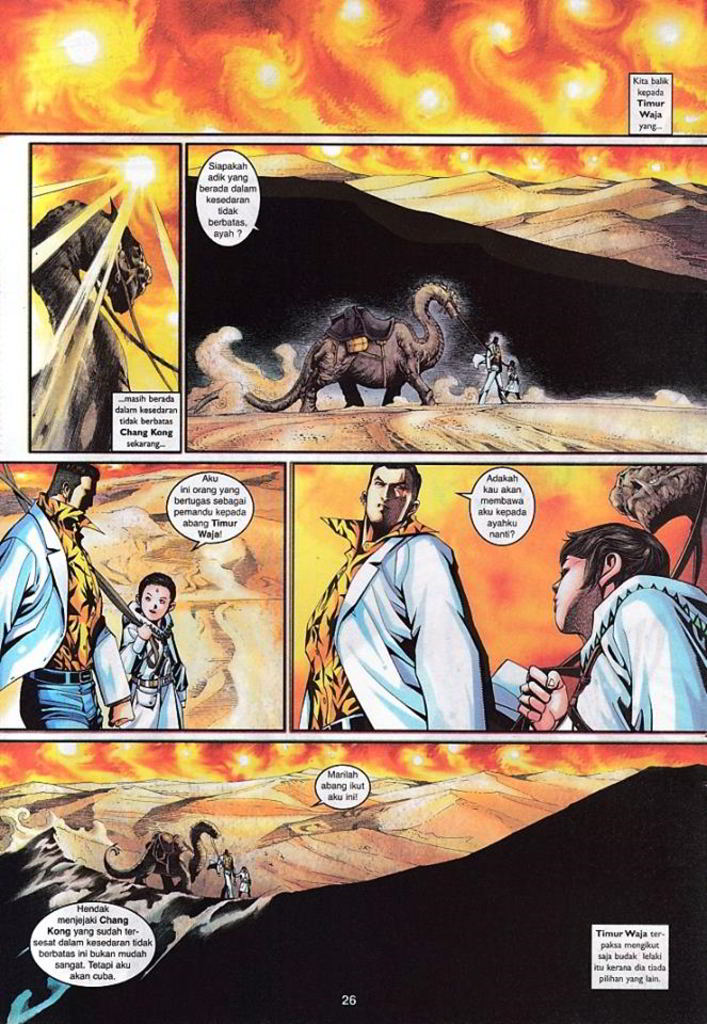 Kita balik
kepada
Timur
Waja
yang...
...masih berada
dalam kesedaran
tidak berbatas
Chang Kong
sekarang...
Siapakah
adik yang
berada dalam
kesedaran
tidak
berbatas,
ayah ?
Aku
ini orang yang
bertugas sebagai
pemandu kepada
abang Timur
Waja!
Adakah
kau akan
membawa
aku kepada
ayahku
nanti?
Marilah
abang ikut
aku ini!
Hendak
menjejaki Chang
Kong yang sudah ter-
sesat dalam kesedaran tidak
berbatas ini bukan mudah
sangat. Tetapi aku
akan cuba.
Timur Waja ter-
paksa mengikut
saja budak lelaki
itu kerana dia tiada
pilihan yang lain.
26